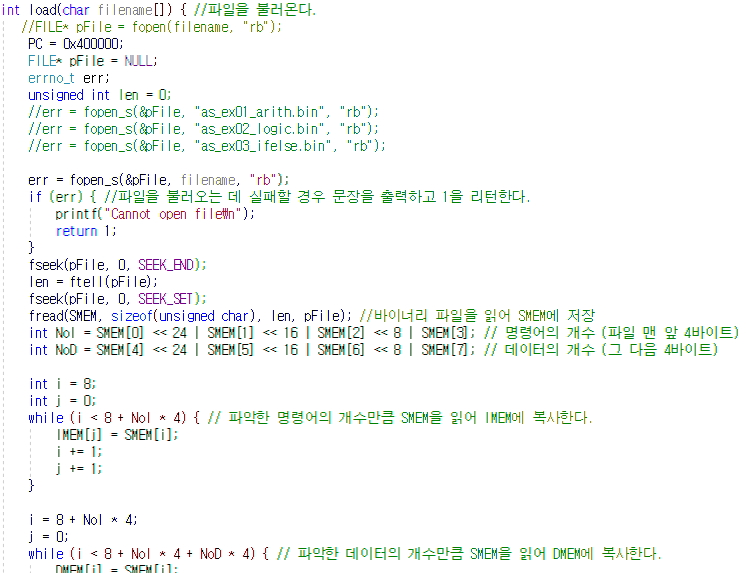 int load(char filename[]) { //파일을 불러온다.
//FILE* pFile = fopen(filename, "rb");
PC = 0x400000;
FILE* pFile = NULL;
errno_t err;
unsigned int len = 0;
//err = fopen_s(&pFile, "as_ex01_arith.bin", "rb");
//err = fopen_s(&pFile, "as_ex02_logic.bin", "rb");
//err = fopen_s(&pFile, "as_ex03_ifelse.bin", "rb");
err = fopen_s(&pFile, filename, "rb");
if (err) { //파일을 불러오는 데 실패할 경우 문장을 출력하고 1을 리턴한다.
printf("Cannot open file₩n");
return 1;
}
fseek(pFile, 0, SEEK_END);
len = ftell(pFile);
fseek(pFile, 0, SEEK_SET);
fread(SMEM, sizeof(unsigned char), len, pFile); //바이너리 파일을 읽어 SMEM에 저장
int NoI = SMEM[0] << 24 | SMEM[1] << 16 | SMEM[2] << 8 | SMEM[3]; // 명령어의 개수 (파일 맨 앞 4바이트)
int NoD = SMEM[4] << 24 | SMEM[5] << 16 | SMEM[6] << 8 | SMEM[7]; // 데이터의 개수 (그 다음 4바이트)
int i = 8;
int j = 0;
while (i < 8 + NoI * 4) { // 파악한 명령어의 개수만큼 SMEM을 읽어 IMEM에 복사한다.
IMEM[j] = SMEM[i];
i += 1;
j += 1;
}
i = 8 + NoI * 4;
j = 0;
while (i < 8 + NoI * 4 + NoD * 4) { // 파악한 데이터의 개수만큼 SMEM을 읽어 DMEM에 복사한다.
DMEM[j] = SMEM[i];